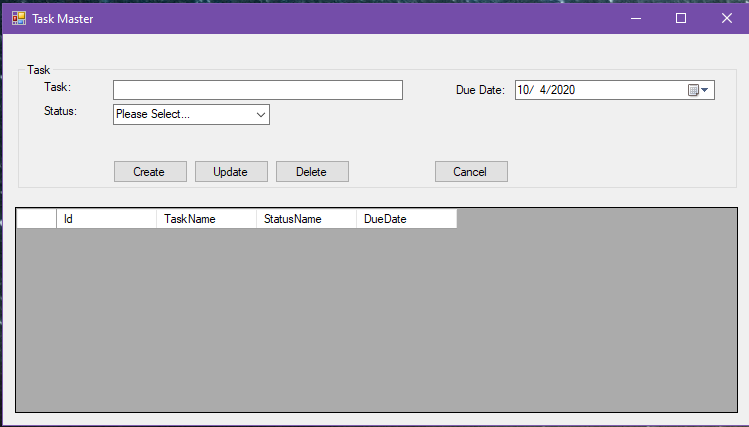 Task Master
Task
Task:
Due Date: 10/ 4/2020
Status: Please Select...
Create Update Delete Cancel
Id TaskName StatusName DueDate